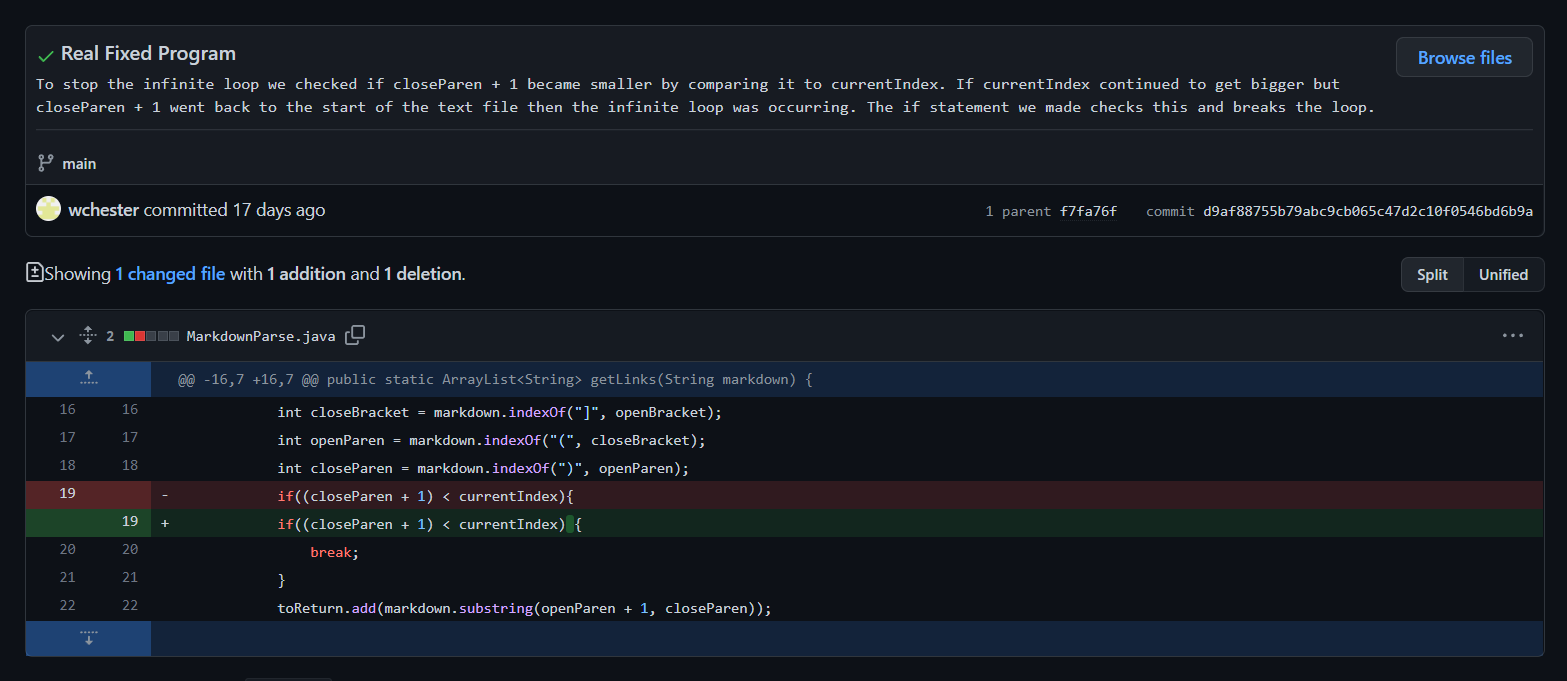 Real Fixed Program
Browse files
To stop the infinite loop we checked if closeParen + 1 became smaller by comparing it to currentIndex. If currentIndex continued to get bigger but
closeParen + 1 went back to the start of the text file then the infinite loop was occurring. The if statement we made checks this and breaks the loop.
main
wchester committed 17 days ago 1 parent f7fa76f commit d9af88755b79abc9cb065c47d2c10f0546bd6b9a
Showing 1 changed file with 1 addition and 1 deletion. Split Unified
2 MarkdownParse.java
@@ -16,7 +16,7 @@ public static ArrayList<String> getLinks(String markdown) {
16 16 int closeBracket = markdown.indexOf("]", openBracket);
17 17 int openParen = markdown.indexOf("(", closeBracket);
18 18 int closeParen = markdown.indexOf(")", openParen);
19 - if((closeParen + 1) < currentIndex){
19 + if((closeParen + 1) < currentIndex) {
20 20 break;
21 21 }
22 22 toReturn.add(markdown.substring(openParen + 1, closeParen));